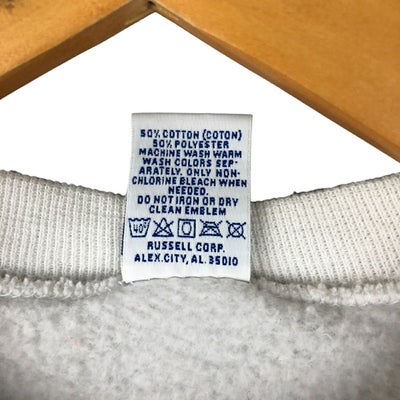 50% COTTON (COTON)
50% POLYESTER
MACHINE WASH WARM
WASH COLORS SEP-
ARATELY. ONLY NON-
CHLORINE BLEACH WHEN
NEEDED.
DO NOT IRON OR DRY
CLEAN EMBLEM
40°
RUSSELL CORP.
ALEX.CITY, AL. 35010